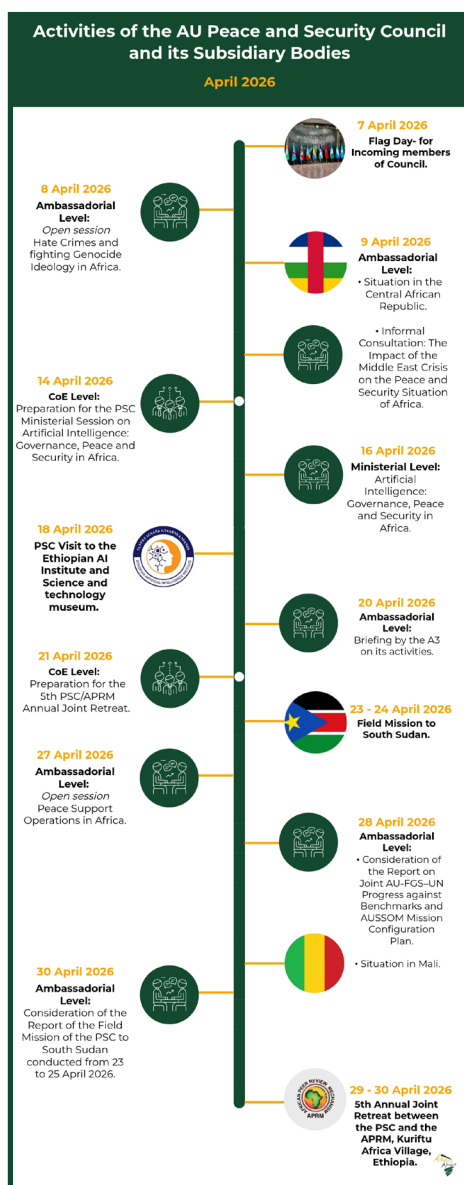 Activities of the AU Peace and Security Council
and its Subsidiary Bodies
April 2026
7 April 2026
Flag Day- for
Incoming members
of Council.
8 April 2026
Ambassadorial
Level:
Open session
Hate Crimes and
fighting Genocide
Ideology in Africa.
9 April 2026
Ambassadorial
Level:
• Situation in the
Central African
Republic.
• Informal
Consultation: The
Impact of the
Middle East Crisis
on the Peace and
Security Situation
of Africa.
14 April 2026
CoE Level:
Preparation for the PSC
Ministerial Session on
Artificial Intelligence:
Governance, Peace and
Security in Africa.
16 April 2026
Ministerial Level:
Artificial
Intelligence:
Governance, Peace
and Security in
Africa.
18 April 2026
PSC Visit to the
Ethiopian AI
Institute and
Science and
technology
museum.
20 April 2026
Ambassadorial
Level:
Briefing by the A3
on its activities.
21 April 2026
CoE Level:
Preparation for the
5th PSC/APRM
Annual Joint Retreat.
23 - 24 April 2026
Field Mission to
South Sudan.
27 April 2026
Ambassadorial
Level:
Open session
Peace Support
Operations in Africa.
28 April 2026
Ambassadorial
Level:
• Consideration of
the Report on
Joint AU-FGS–UN
Progress against
Benchmarks and
AUSSOM Mission
Configuration
Plan.
• Situation in Mali.
30 April 2026
Ambassadorial
Level:
Consideration of the
Report of the Field
Mission of the PSC to
South Sudan
conducted from 23
to 25 April 2026.
29 - 30 April 2026
5th Annual Joint
Retreat between
the PSC and the
APRM, Kuriftu
Africa Village,
Ethiopia.
AFRICAN PEER REVIEW MECHANISM
APRM